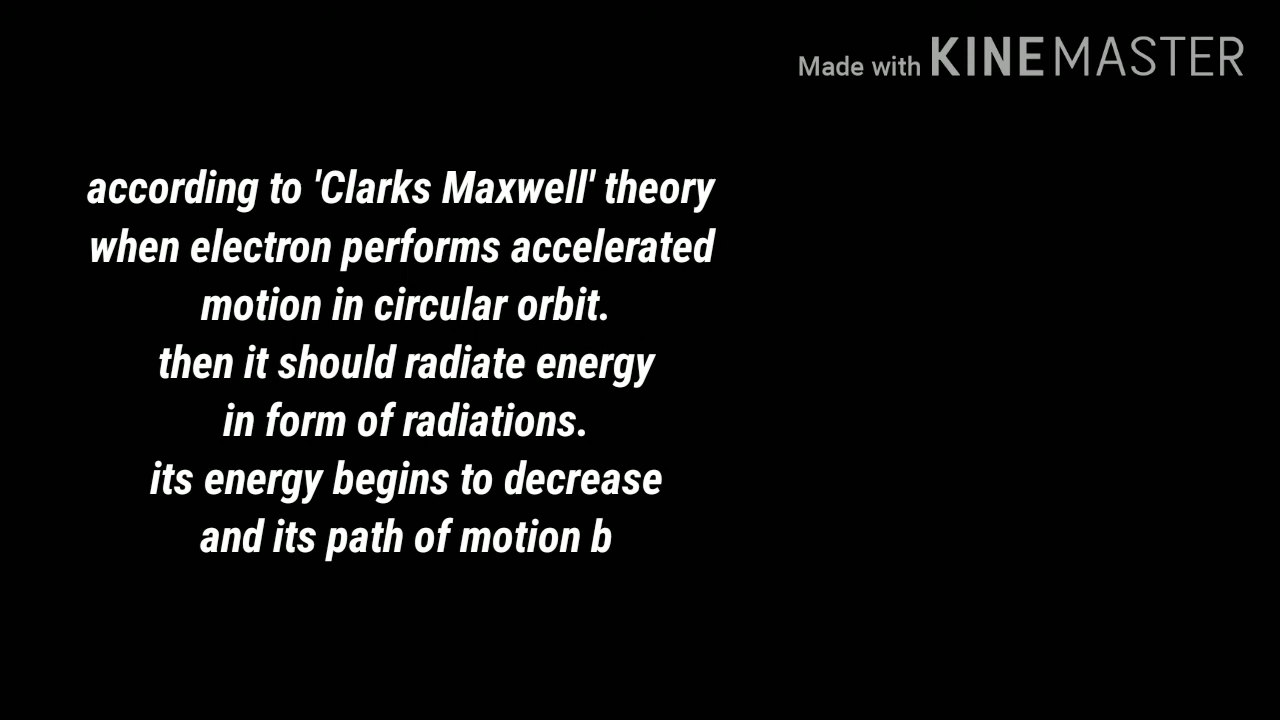 Made with KINEMASTER
according to 'Clarks Maxwell' theory
when electron performs accelerated
motion in circular orbit.
then it should radiate energy
in form of radiations.
its energy begins to decrease
and its path of motion b